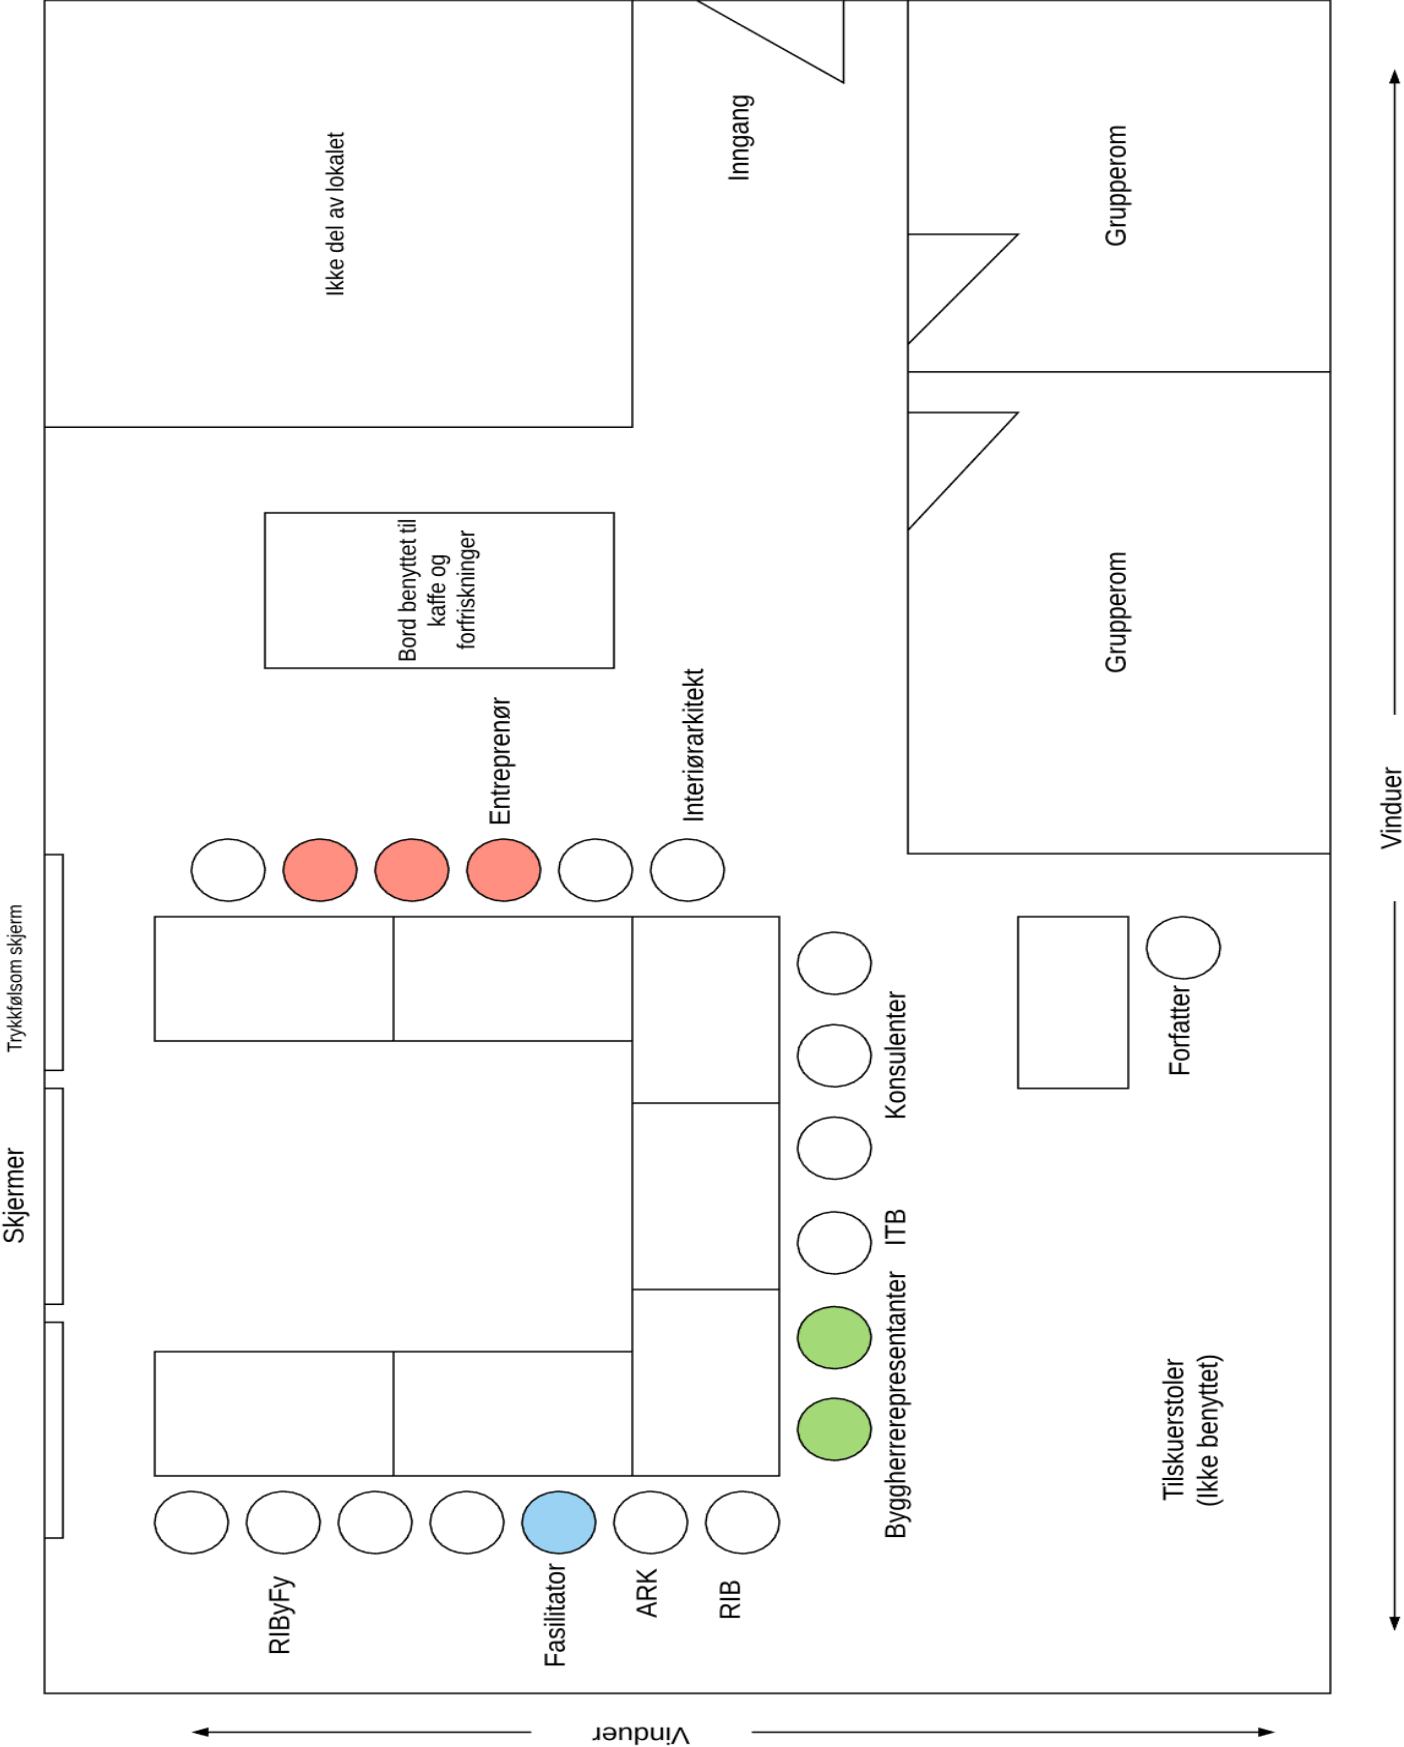 Skjermer
Trykkfølsom skjerm
Ikke del av lokalet
RIByFy
Bord benyttet til
kaffe og
forfriskninger
Entreprenør
Fasilitator
ARK
Interiørarkitekt
RIB
Inngang
Byggherrerepresentanter
ITB
Konsulenter
Grupperom
Grupperom
Forfatter
Tilskuerstoler
(Ikke benyttet)
Vinduer
Vinduer